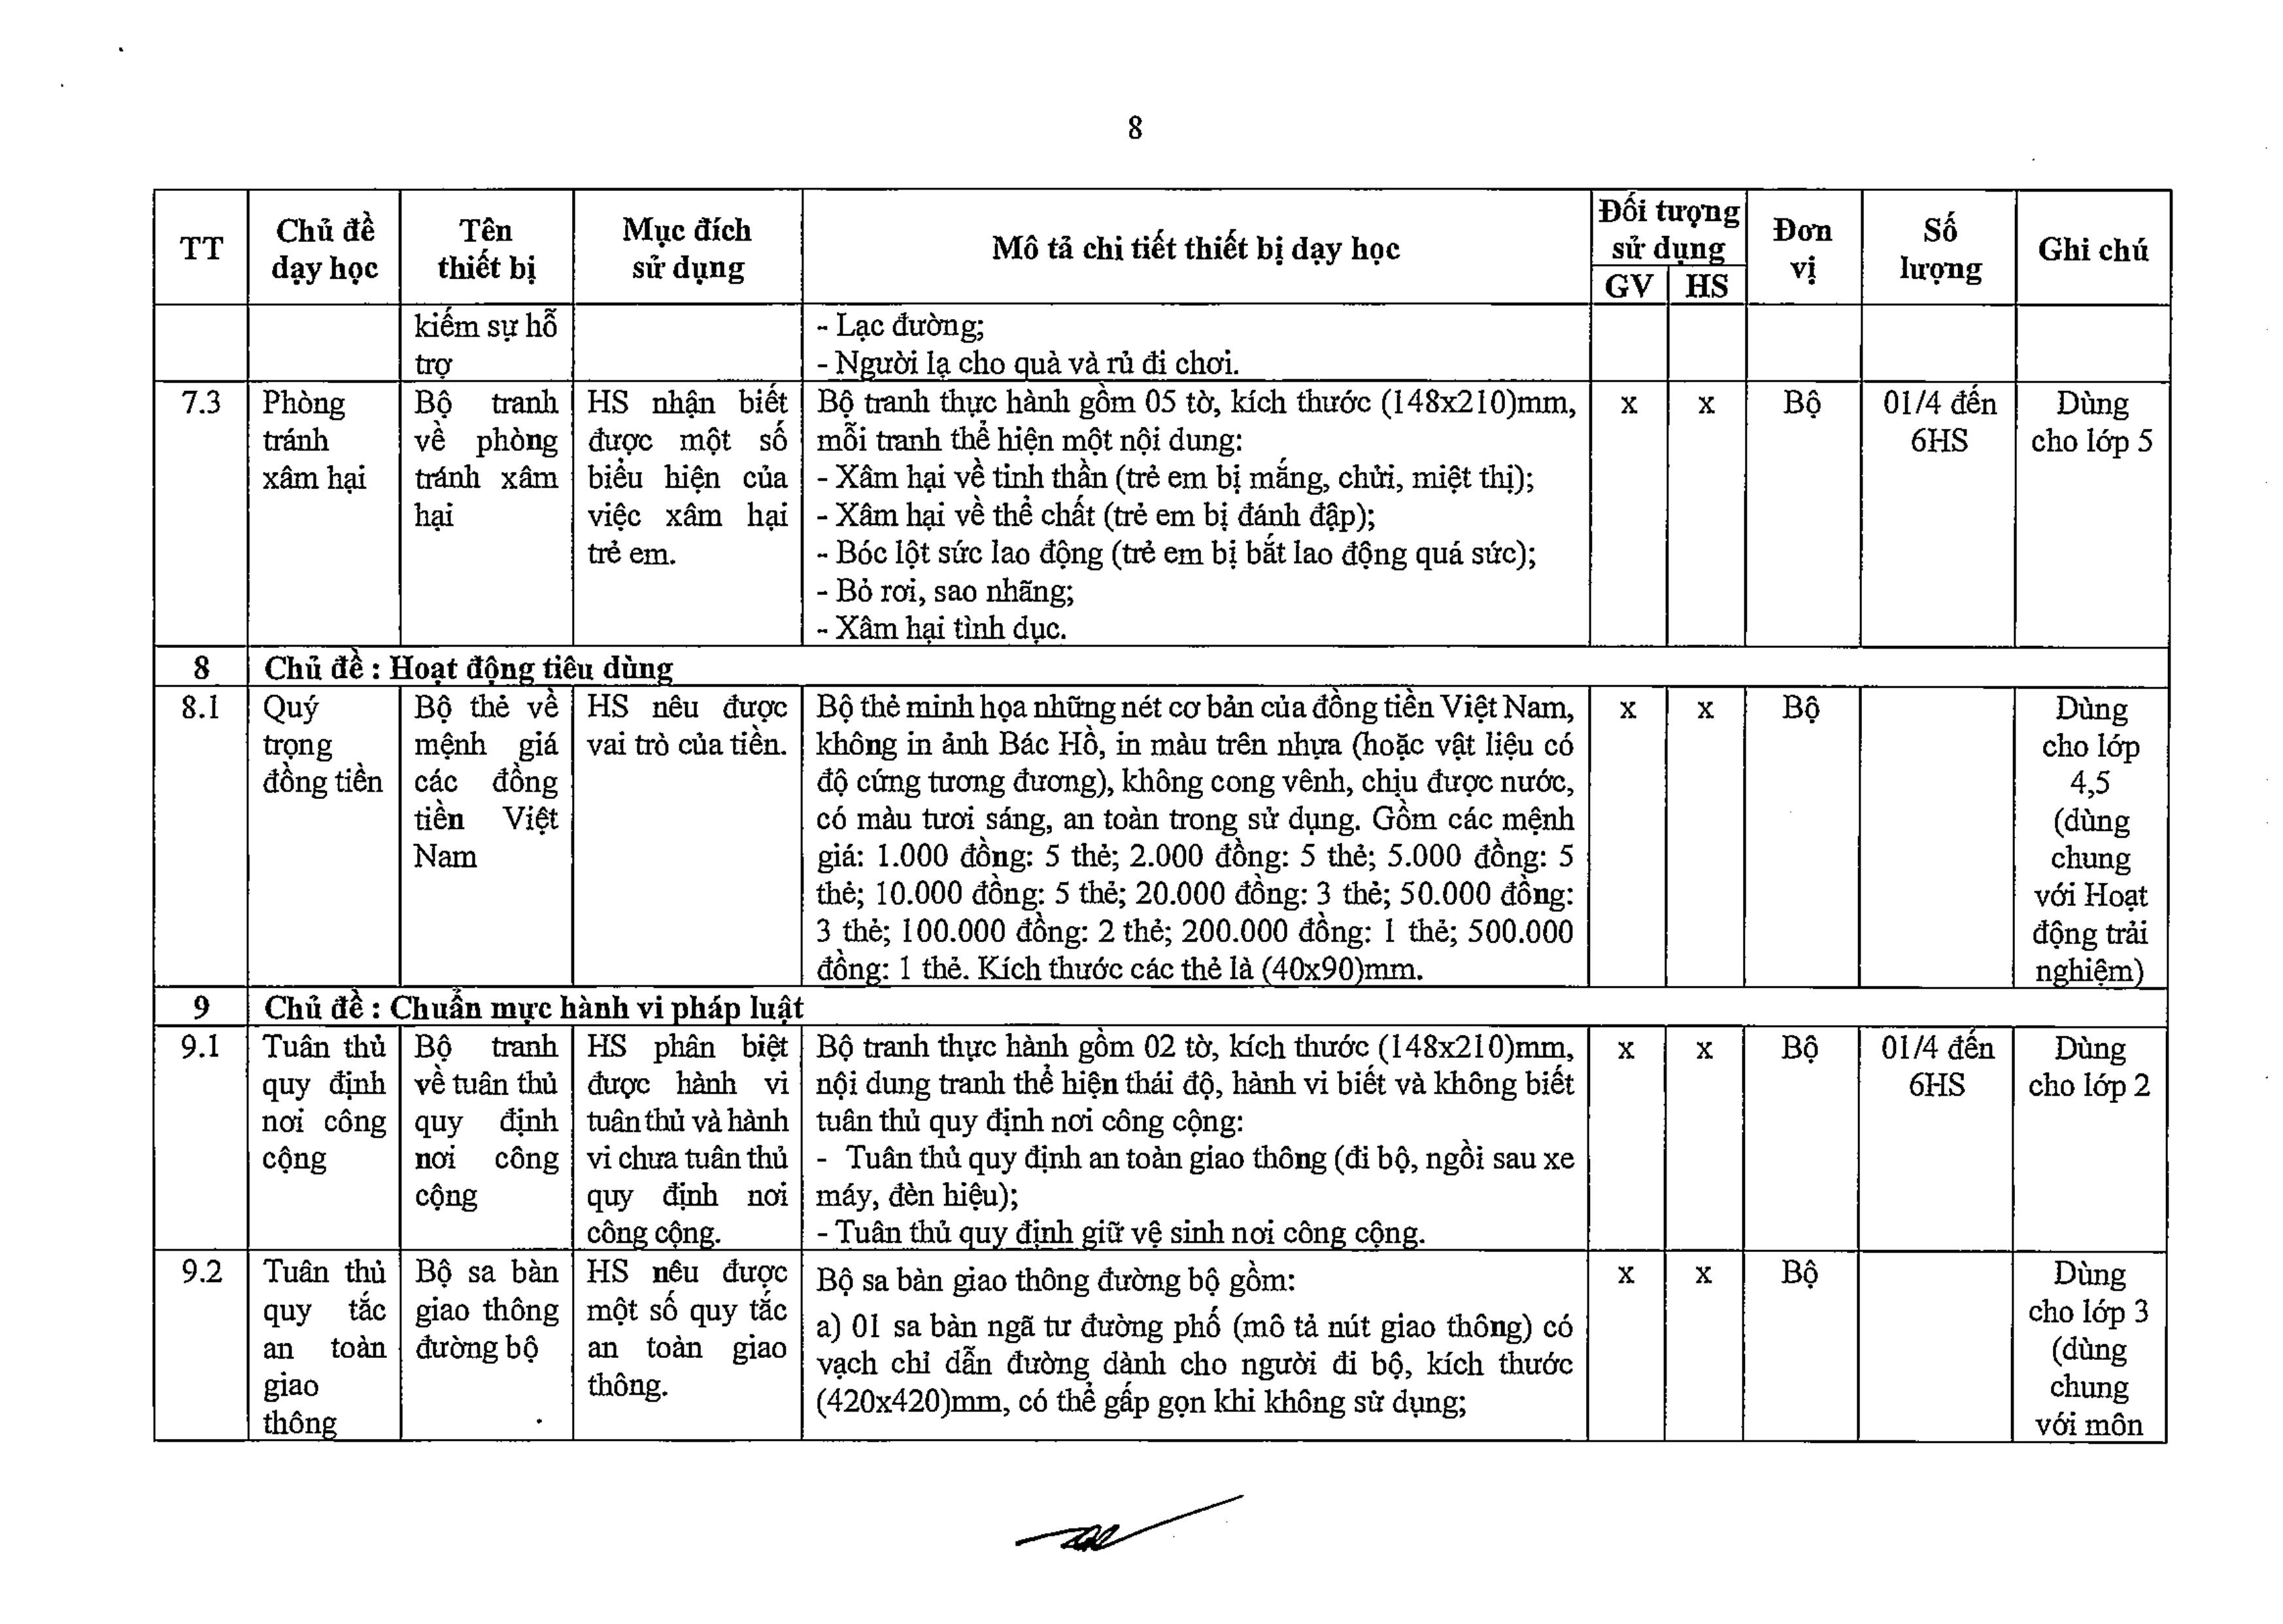 8
TT
Chủ đề
dạy học
Tên
thiết bị
Mục đích
sử dụng
Mô tả chi tiết thiết bị dạy học
Đối tượng
sử dụng
GV
HS
Đơn
vị
Số
lượng
Ghi chú
kiếm sự hỗ
trợ
- Lạc đường;
- Người lạ cho quà và rủ đi chơi.
7.3
Phòng
tránh
xâm hại
Bộ tranh
về phòng
tránh xâm
hại
HS nhận biết
được một số
biểu hiện của
việc xâm hại
trẻ em.
Bộ tranh thực hành gồm 05 tờ, kích thước (148x210)mm,
mỗi tranh thể hiện một nội dung:
- Xâm hại về tinh thần (trẻ em bị mắng, chửi, miệt thị);
- Xâm hại về thể chất (trẻ em bị đánh đập);
- Bóc lột sức lao động (trẻ em bị bắt lao động quá sức);
- Bỏ rơi, sao nhãng;
- Xâm hại tình dục.
x
x
Bộ
01/4 đến
6HS
Dùng
cho lớp 5
8
Chủ đề : Hoạt động tiêu dùng
8.1
Quý
trọng
đồng tiền
Bộ thẻ về
mệnh giá
các đồng
tiền Việt
Nam
HS nêu được
vai trò của tiền.
Bộ thẻ minh họa những nét cơ bản của đồng tiền Việt Nam,
không in ảnh Bác Hồ, in màu trên nhựa (hoặc vật liệu có
độ cứng tương đương), không cong vênh, chịu được nước,
có màu tươi sáng, an toàn trong sử dụng. Gồm các mệnh
giá: 1.000 đồng: 5 thẻ; 2.000 đồng: 5 thẻ; 5.000 đồng: 5
thẻ; 10.000 đồng: 5 thẻ; 20.000 đồng: 3 thẻ; 50.000 đồng:
3 thẻ; 100.000 đồng: 2 thẻ; 200.000 đồng: 1 thẻ; 500.000
đồng: 1 thẻ. Kích thước các thẻ là (40x90)mm.
x
x
Bộ
Dùng
cho lớp
4,5
(dùng
chung
với Hoạt
động trải
nghiệm)
9
Chủ đề : Chuẩn mực hành vi pháp luật
9.1
Tuân thủ
quy định
nơi công
cộng
Bộ tranh
về tuân thủ
quy định
nơi công
cộng
HS phân biệt
được hành vi
tuân thủ và hành
vi chưa tuân thủ
quy định nơi
công cộng.
Bộ tranh thực hành gồm 02 tờ, kích thước (148x210)mm,
nội dung tranh thể hiện thái độ, hành vi biết và không biết
tuân thủ quy định nơi công cộng:
- Tuân thủ quy định an toàn giao thông (đi bộ, ngồi sau xe
máy, đèn hiệu);
- Tuân thủ quy định giữ vệ sinh nơi công cộng.
x
x
Bộ
01/4 đến
6HS
Dùng
cho lớp 2
9.2
Tuân thủ
quy tắc
an toàn
giao
thông
Bộ sa bàn
giao thông
đường bộ
HS nêu được
một số quy tắc
an toàn giao
thông.
Bộ sa bàn giao thông đường bộ gồm:
a) 01 sa bàn ngã tư đường phố (mô tả nút giao thông) có
vạch chỉ dẫn đường dành cho người đi bộ, kích thước
(420x420)mm, có thể gấp gọn khi không sử dụng;
x
x
Bộ
Dùng
cho lớp 3
(dùng
chung
với môn